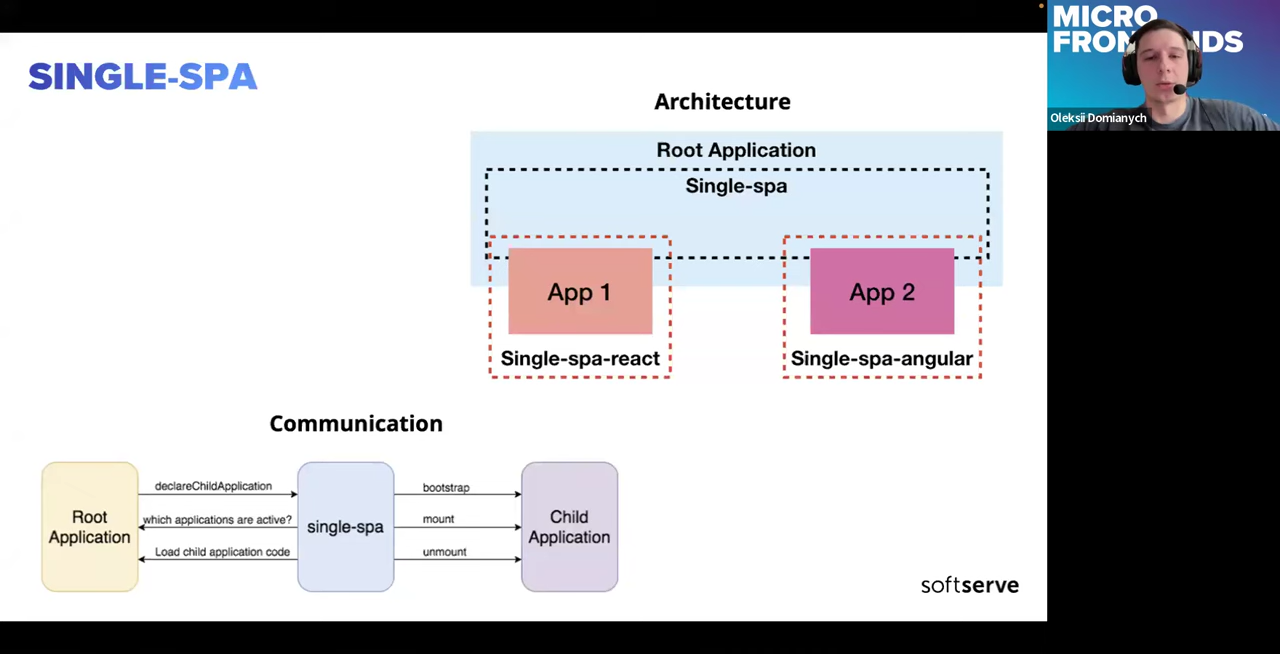 SINGLE-SPA
Architecture
Root Application
Single-spa
App 1
App 2
Single-spa-react
Single-spa-angular
Communication
Root
Application
declareChildApplication
which applications are active?
Load child application code
single-spa
bootstrap
mount
unmount
Child
Application
softserve
MICRO
FRON NDS
Oleksii Domianych